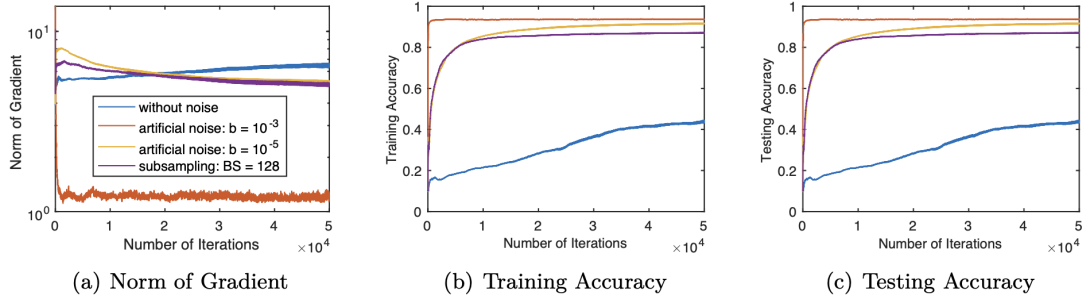 Norm of Gradient
10^1
10^0
without noise
artificial noise: b = 10^-3
artificial noise: b = 10^-5
subsampling: BS = 128
0 1 2 3 4 5
Number of Iterations
×10^4
(a) Norm of Gradient
Training Accuracy
1
0.8
0.6
0.4
0.2
0
0 1 2 3 4 5
Number of Iterations
×10^4
(b) Training Accuracy
Testing Accuracy
1
0.8
0.6
0.4
0.2
0
0 1 2 3 4 5
Number of Iterations
×10^4
(c) Testing Accuracy